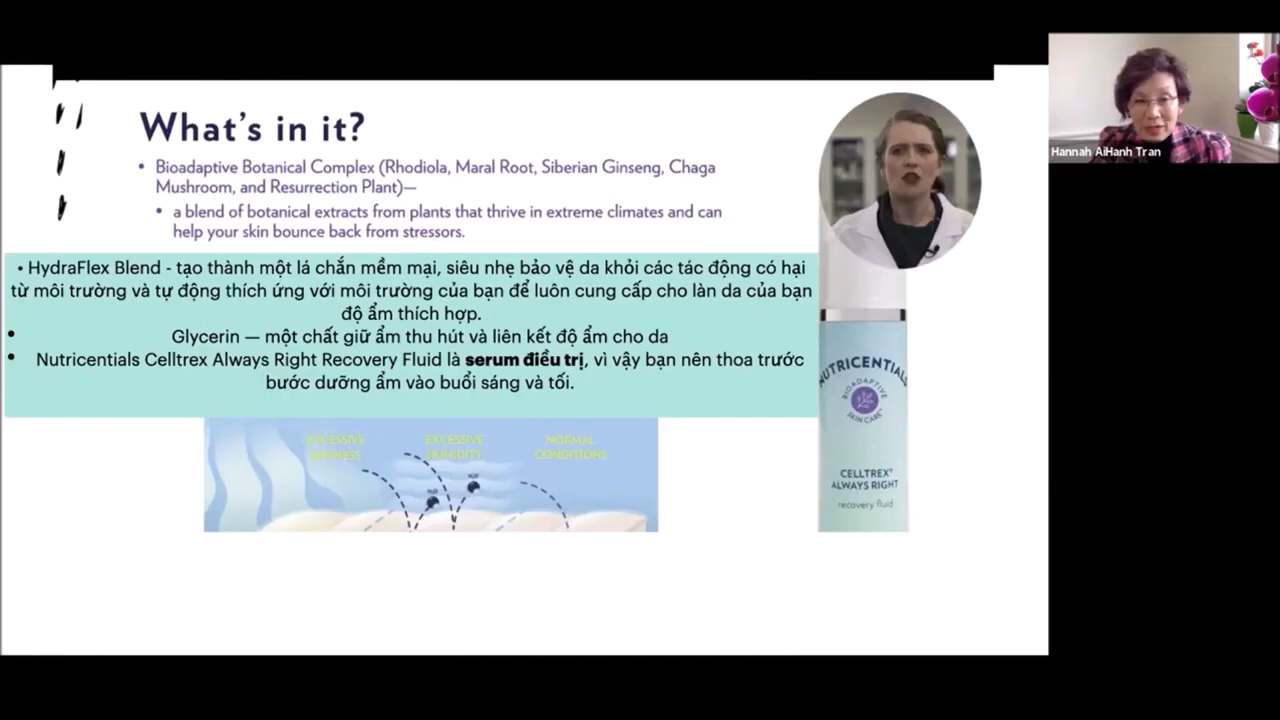 What's in it?
• Bioadaptive Botanical Complex (Rhodiola, Maral Root, Siberian Ginseng, Chaga
Mushroom, and Resurrection Plant)—
• a blend of botanical extracts from plants that thrive in extreme climates and can
help your skin bounce back from stressors.
• HydraFlex Blend - tạo thành một lá chắn mềm mại, siêu nhẹ bảo vệ da khỏi các tác động có hại
từ môi trường và tự động thích ứng với môi trường của bạn để luôn cung cấp cho làn da của bạn
độ ẩm thích hợp.
• Glycerin — một chất giữ ẩm thu hút và liên kết độ ẩm cho da
• Nutricentials Celltrex Always Right Recovery Fluid là serum điều trị, vì vậy bạn nên thoa trước
bước dưỡng ẩm vào buổi sáng và tối.
EXCESSIVE
DRYNESS
EXCESSIVE
HUMIDITY
NORMAL
CONDITIONS
H₂O
H₂O
NUTRICENTIALS
BIOADAPTIVE
SKIN CARE™
CELLTREX®
ALWAYS RIGHT
recovery fluid
Hannah AiHanh Tran